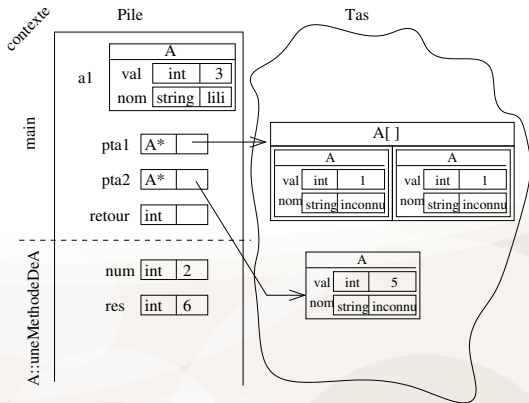 contexte
Pile
Tas
main
a1
A
val int 3
nom string lili
pta1 A*
pta2 A*
retour int
A[ ]
A
val int 1
nom string inconnu
A
val int 1
nom string inconnu
A::uneMethodeDeA
num int 2
res int 6
A
val int 5
nom string inconnu